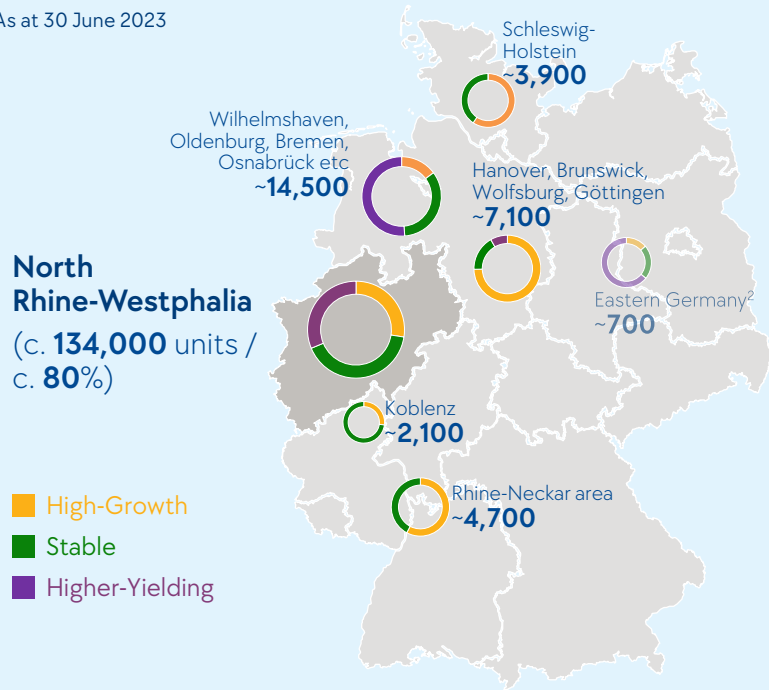 As at 30 June 2023
Schleswig-
Holstein
~3,900
Wilhelmshaven,
Oldenburg, Bremen,
Osnabrück etc
~14,500
Hanover, Brunswick,
Wolfsburg, Göttingen
~7,100
North
Rhine-Westphalia
(c. 134,000 units /
c. 80%)
Eastern Germany²
~700
Koblenz
~2,100
Rhine-Neckar area
~4,700
High-Growth
Stable
Higher-Yielding